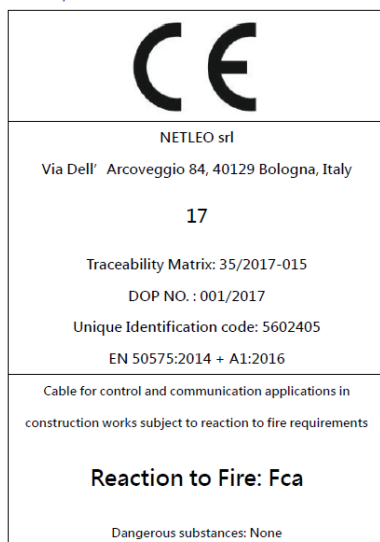 CE
NETLEO srl
Via Dell’ Arcoveggio 84, 40129 Bologna, Italy
17
Traceability Matrix: 35/2017-015
DOP NO. : 001/2017
Unique Identification code: 5602405
EN 50575:2014 + A1:2016
Cable for control and communication applications in
construction works subject to reaction to fire requirements
Reaction to Fire: Fca
Dangerous substances: None